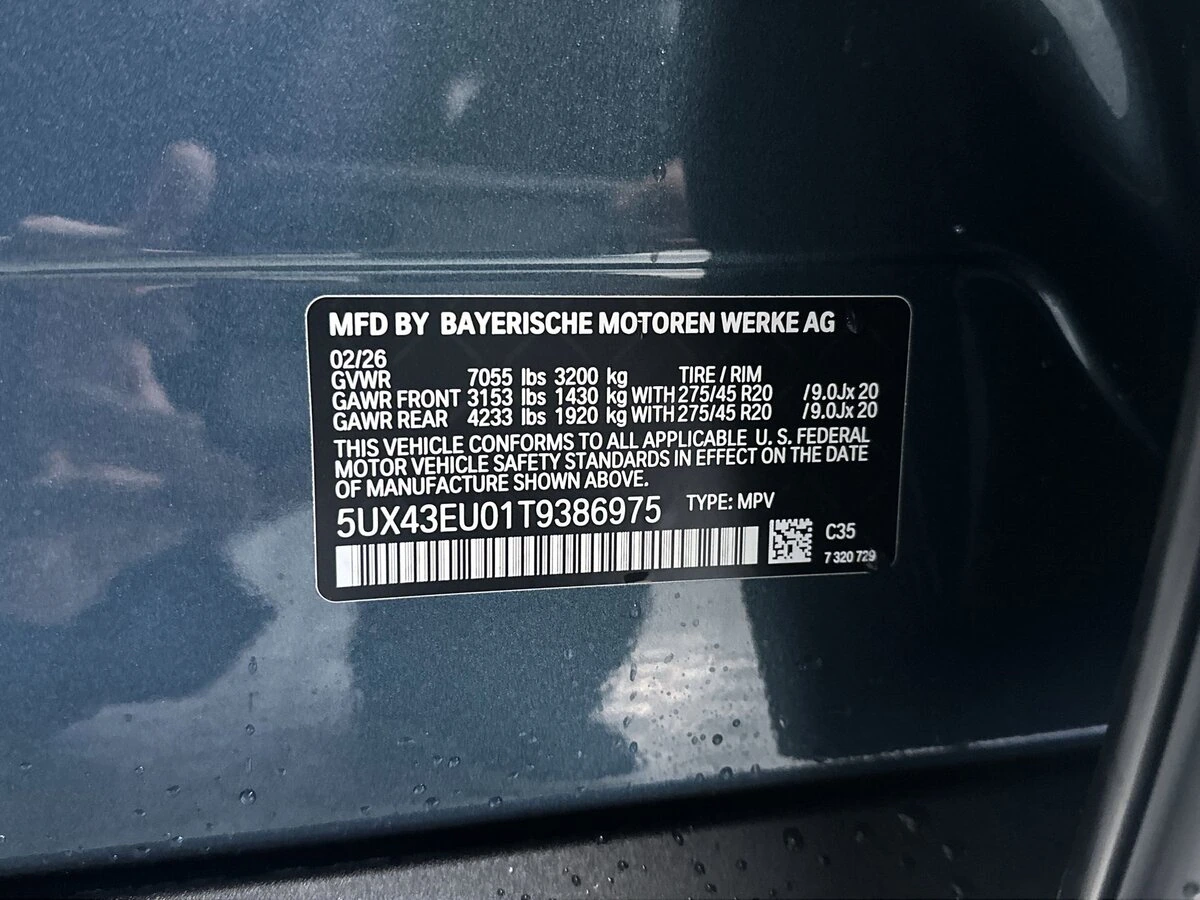 MFD BY BAYERISCHE MOTOREN WERKE AG
02/26
GVWR 7055 lbs 3200 kg TIRE / RIM
GAWR FRONT 3153 lbs 1430 kg WITH 275/45 R20 /9.0Jx 20
GAWR REAR 4233 lbs 1920 kg WITH 275/45 R20 /9.0Jx 20
THIS VEHICLE CONFORMS TO ALL APPLICABLE U. S. FEDERAL
MOTOR VEHICLE SAFETY STANDARDS IN EFFECT ON THE DATE
OF MANUFACTURE SHOWN ABOVE.
5UX43EU01T9386975 TYPE: MPV
C35
7 320 729